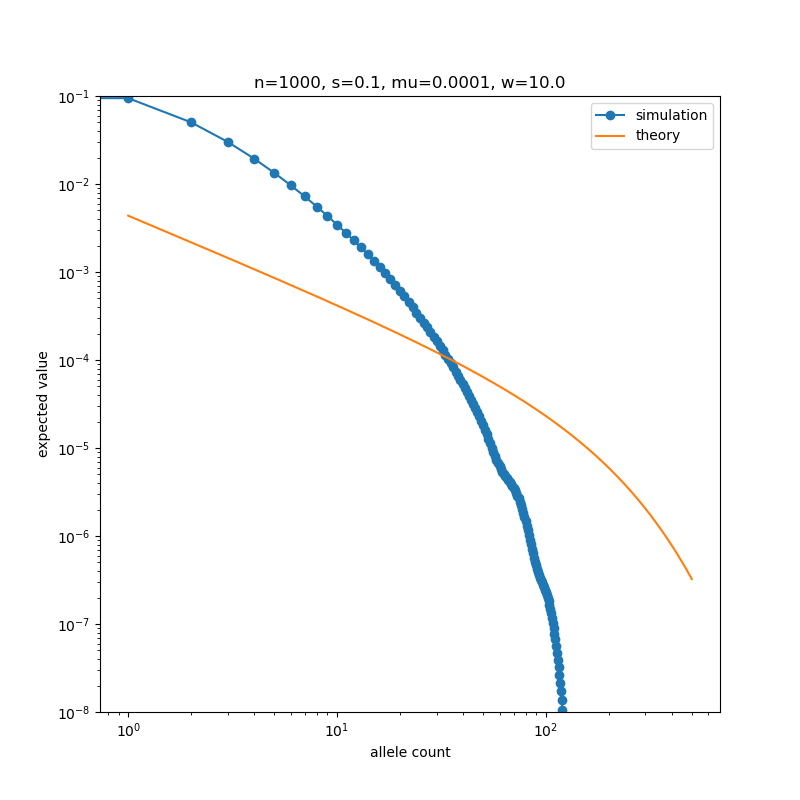 n=1000, s=0.1, mu=0.0001, w=10.0
simulation
theory
expected value
10⁻¹
10⁻²
10⁻³
10⁻⁴
10⁻⁵
10⁻⁶
10⁻⁷
10⁻⁸
10⁰ 10¹ 10²
allele count